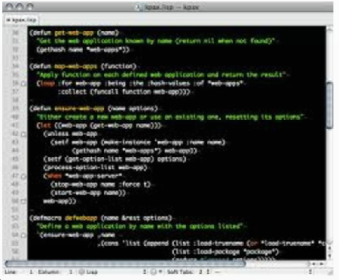 kpax.lisp — kpax
kpax.lisp
(defun get-web-app (name)
"Get the web application known by name (return nil when not found)"
(gethash name *web-apps*))
(defun map-web-apps (function)
"Apply function on each defined web application and return the result"
(loop :for web-app :being :the :hash-values :of *web-apps*
:collect (funcall function web-app)))
(defun ensure-web-app (name options)
"Either create a new web-app or use an existing one, resetting its options"
(let ((web-app (get-web-app name)))
(unless web-app
(setf web-app (make-instance 'web-app :name name)
(gethash name *web-apps*) web-app))
(setf (get-option-list web-app) options)
(process-option-list web-app)
(when *web-app-server*
(stop-web-app name :force t)
(start-web-app name))
web-app))
(defmacro defwebapp (name &rest options)
"Define a web application by name with the options listed"
`(ensure-web-app ,name
,(cons 'list (append (list :load-truename (or *load-truename*
(list :load-package *package*)
Line: 1 Column: 1 Lisp Soft Tabs: 2